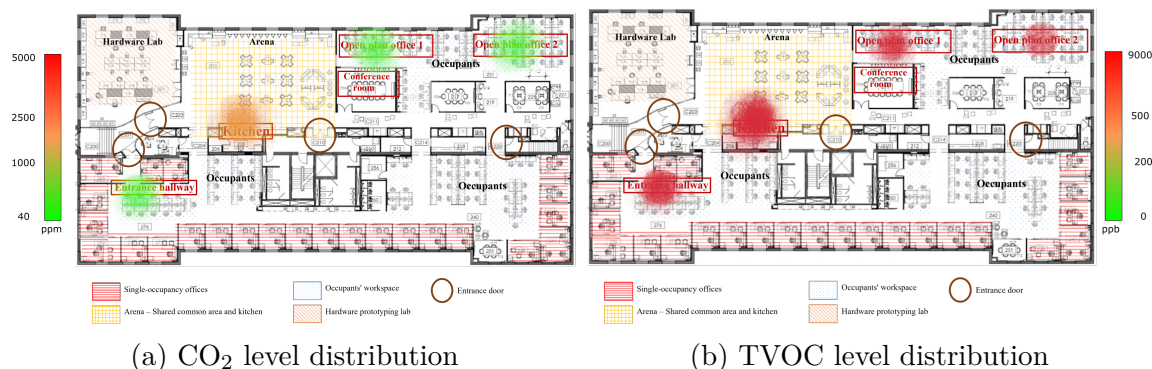 5000
2500
1000
40
ppm
Hardware Lab
Arena
Open plan office 1
Open plan office 2
Occupants
Conference
room
Kitchen
Entrance hallway
Occupants
Occupants
Single-occupancy offices
Occupants' workspace
Entrance door
Arena – Shared common area and kitchen
Hardware prototyping lab
(a) CO₂ level distribution
Hardware Lab
Arena
Open plan office 1
Open plan office 2
Occupants
Conference
room
Entrance hallway
Occupants
Occupants
9000
500
200
0
ppb
Single-occupancy offices
Occupants' workspace
Entrance door
Arena – Shared common area and kitchen
Hardware prototyping lab
(b) TVOC level distribution